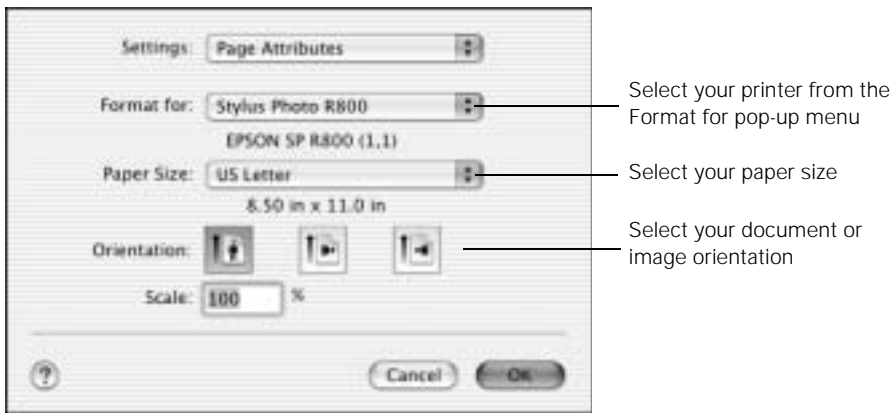 Settings: Page Attributes
Format for: Stylus Photo R800
EPSON SP R800 (1,1)
Paper Size: US Letter
8.50 in x 11.0 in
Orientation:
Scale: 100 %
? Cancel OK
Select your printer from the
Format for pop-up menu
Select your paper size
Select your document or
image orientation